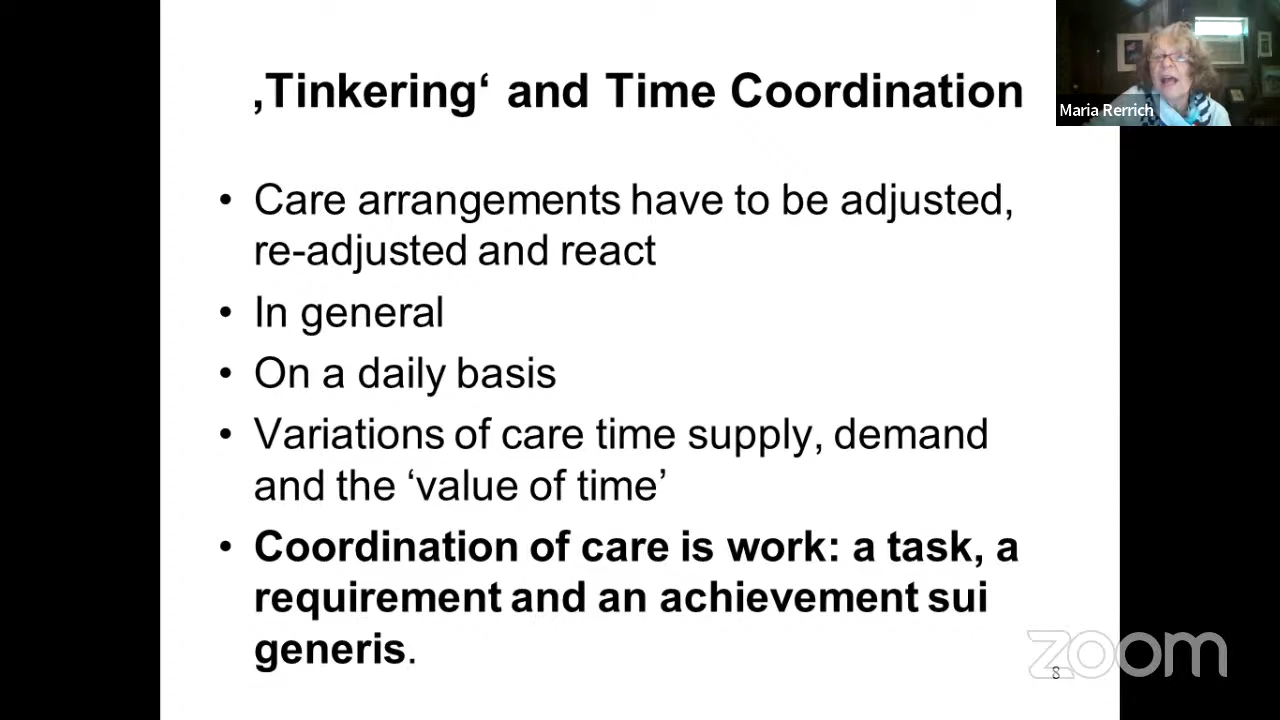 ‚Tinkering‘ and Time Coordination
Maria Rerrich
• Care arrangements have to be adjusted,
re-adjusted and react
• In general
• On a daily basis
• Variations of care time supply, demand
and the ‘value of time’
• Coordination of care is work: a task, a
requirement and an achievement sui
generis.
zoom
8